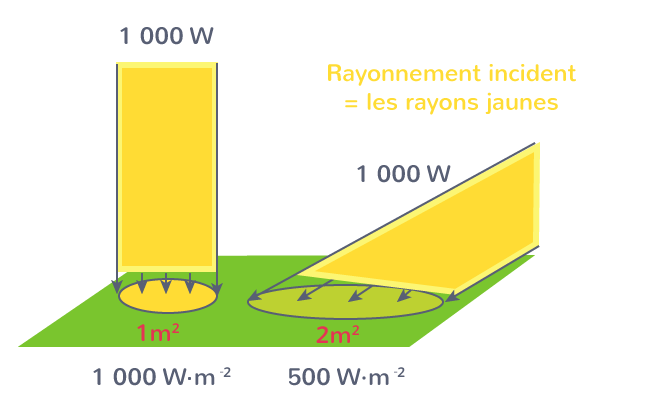 1 000 W
Rayonnement incident
= les rayons jaunes
1 000 W
1m²
2m²
1 000 W·m⁻²
500 W·m⁻²